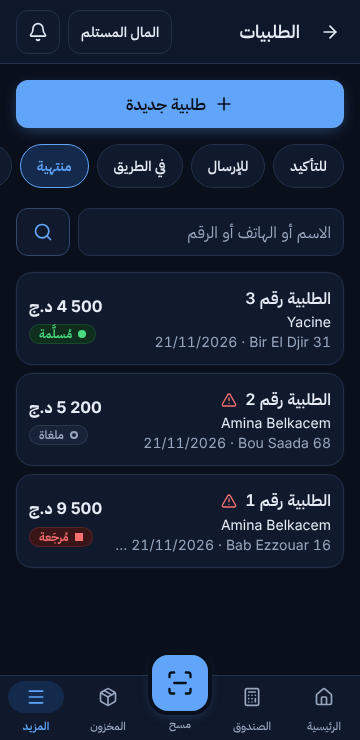 الطلبيات
المال المستلم
طلبية جديدة
للتأكيد
للإرسال
في الطريق
منتهية
الاسم أو الهاتف أو الرقم
الطلبية رقم 3
4 500 د.ج
Yacine
مُسلَّمة
21/11/2026 · Bir El Djir 31
الطلبية رقم 2
5 200 د.ج
Amina Belkacem
ملغاة
21/11/2026 · Bou Saada 68
الطلبية رقم 1
9 500 د.ج
Amina Belkacem
مُرجَعة
... 21/11/2026 · Bab Ezzouar 16
الرئيسية
الصندوق
مسح
المخزون
المزيد